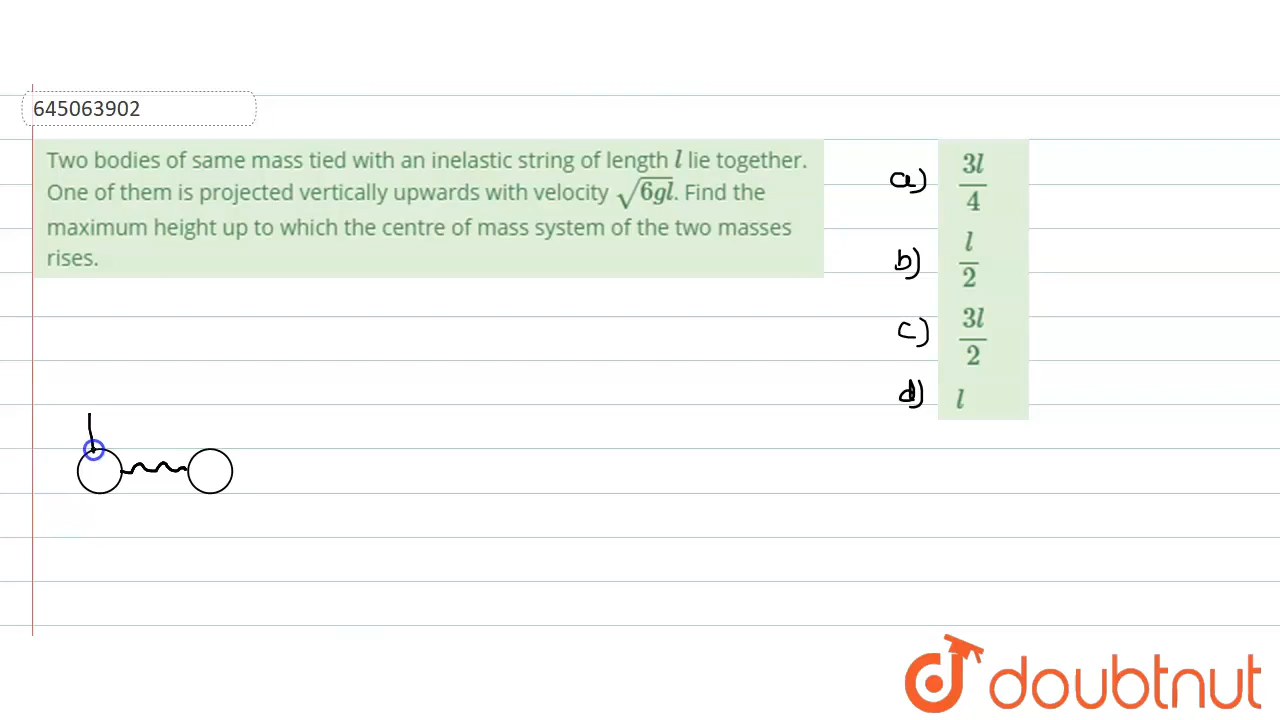 645063902
Two bodies of same mass tied with an inelastic string of length l lie together.
One of them is projected vertically upwards with velocity √6gl. Find the
maximum height up to which the centre of mass system of the two masses
rises.
a) 3l/4
b) l/2
c) 3l/2
d) l
doubtnut